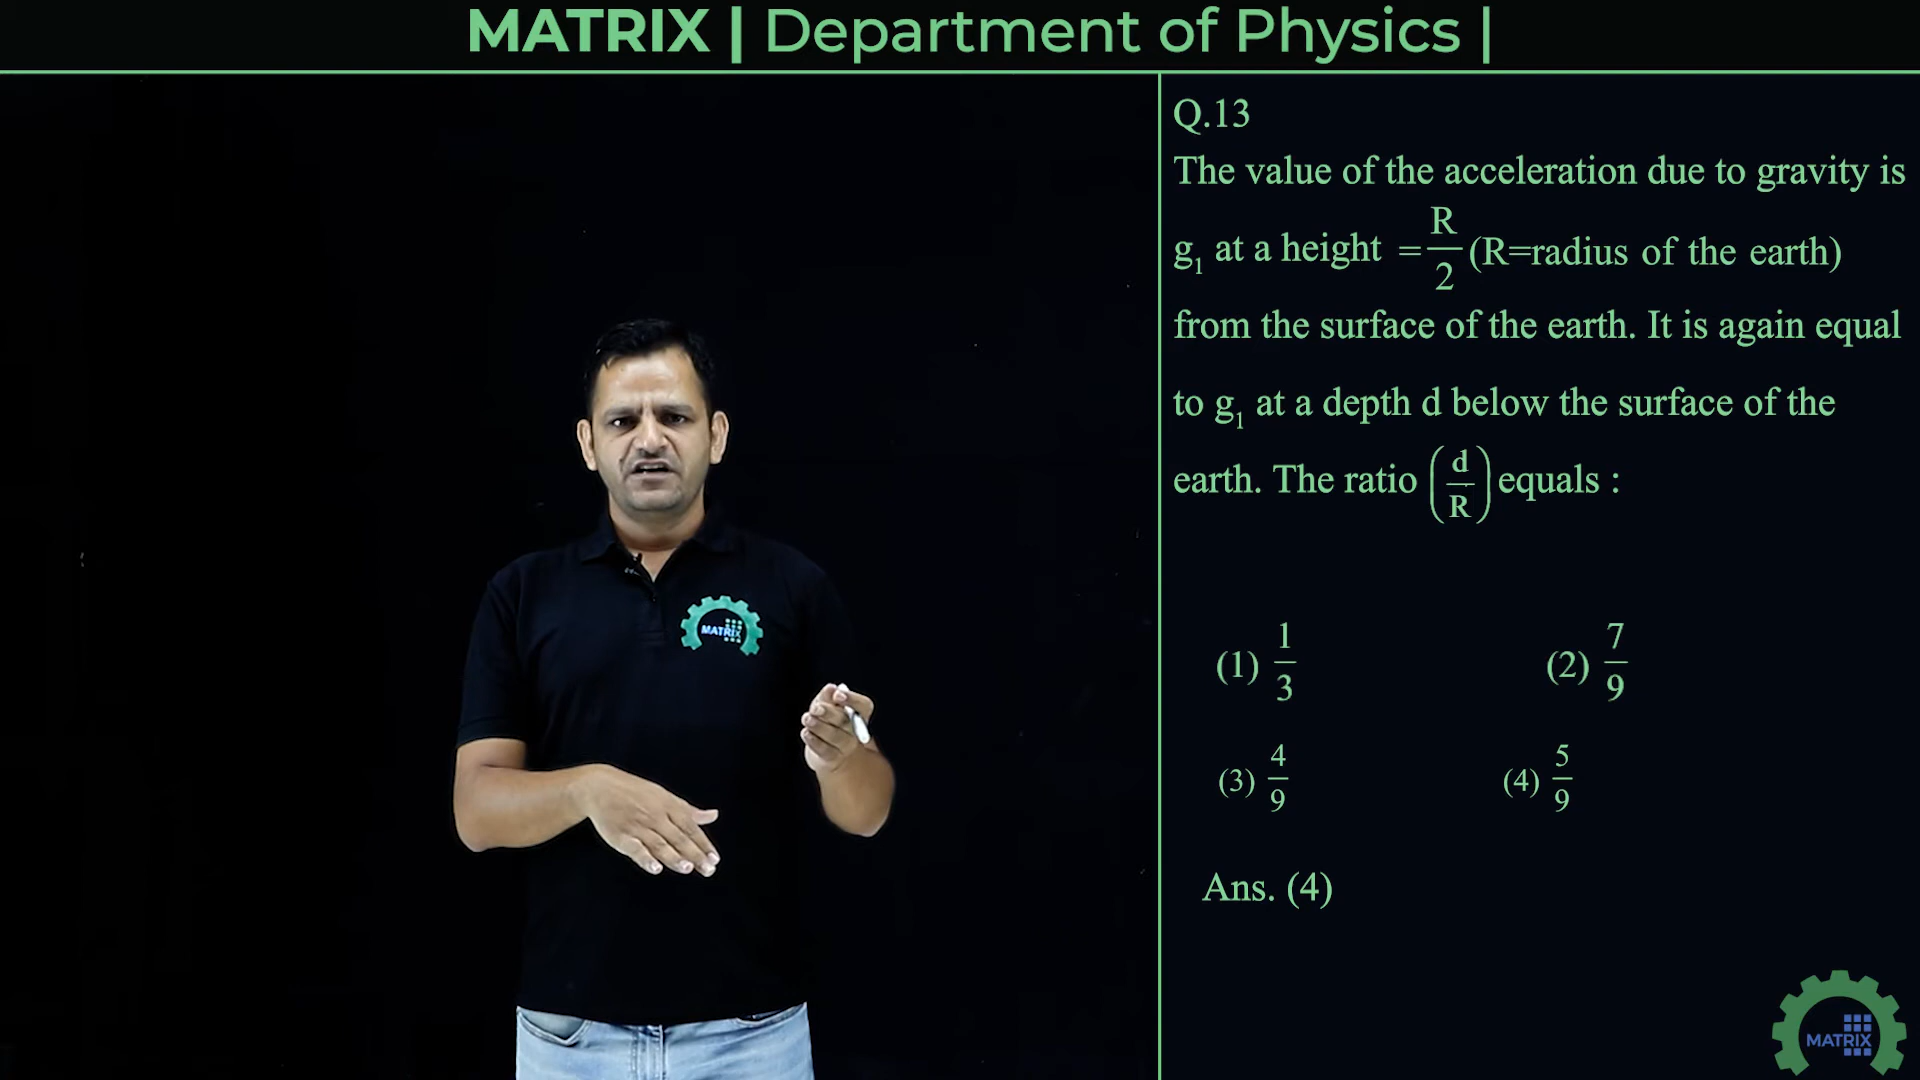 MATRIX | Department of Physics |
Q.13
The value of the acceleration due to gravity is
g₁ at a height = R/2 (R=radius of the earth)
from the surface of the earth. It is again equal
to g₁ at a depth d below the surface of the
earth. The ratio (d/R) equals :
(1) 1/3 (2) 7/9
(3) 4/9 (4) 5/9
Ans. (4)
MATRIX
MATRIX